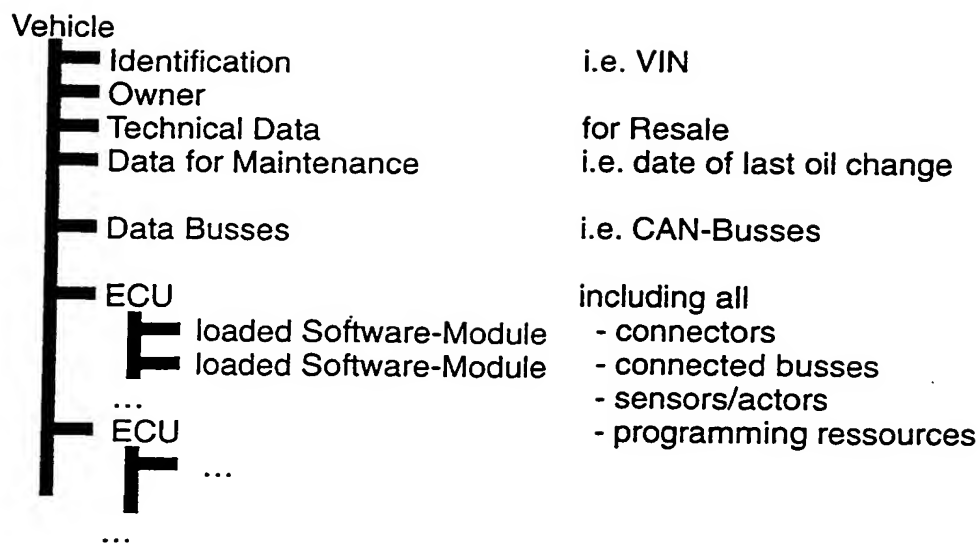 Vehicle
Identification i.e. VIN
Owner
Technical Data for Resale
Data for Maintenance i.e. date of last oil change
Data Busses i.e. CAN-Busses
ECU including all
loaded Software-Module - connectors
loaded Software-Module - connected busses
... - sensors/actors
ECU - programming ressources
...
...